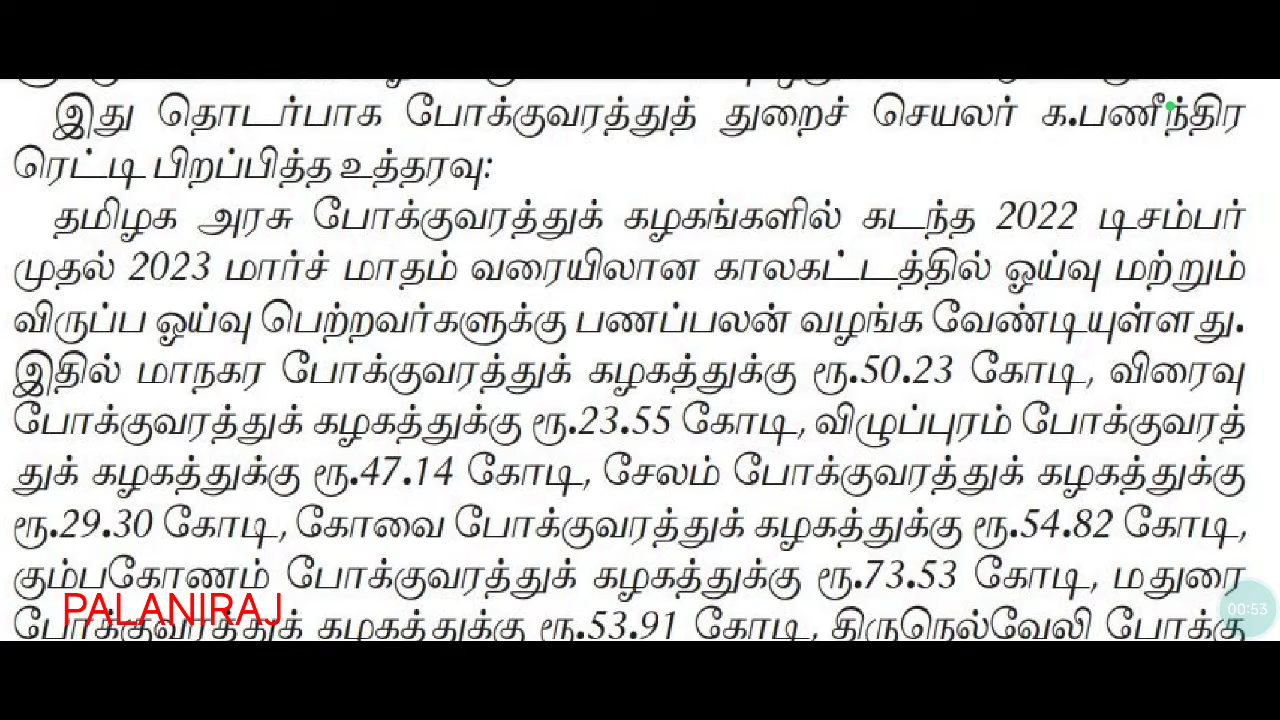 இது தொடர்பாக போக்குவரத்துத் துறைச் செயலர் க.பணீந்திர
ரெட்டி பிறப்பித்த உத்தரவு:
தமிழக அரசு போக்குவரத்துக் கழகங்களில் கடந்த 2022 டிசம்பர்
முதல் 2023 மார்ச் மாதம் வரையிலான காலகட்டத்தில் ஓய்வு மற்றும்
விருப்ப ஓய்வு பெற்றவர்களுக்கு பணப்பலன் வழங்க வேண்டியுள்ளது.
இதில் மாநகர போக்குவரத்துக் கழகத்துக்கு ரூ.50.23 கோடி, விரைவு
போக்குவரத்துக் கழகத்துக்கு ரூ.23.55 கோடி, விழுப்புரம் போக்குவரத்
துக் கழகத்துக்கு ரூ.47.14 கோடி, சேலம் போக்குவரத்துக் கழகத்துக்கு
ரூ.29.30 கோடி, கோவை போக்குவரத்துக் கழகத்துக்கு ரூ.54.82 கோடி,
கும்பகோணம் போக்குவரத்துக் கழகத்துக்கு ரூ.73.53 கோடி, மதுரை
போக்குவரத்துக் கழகத்துக்கு ரூ.53.91 கோடி, திருநெல்வேலி போக்கு
PALANIRAJ
00:53